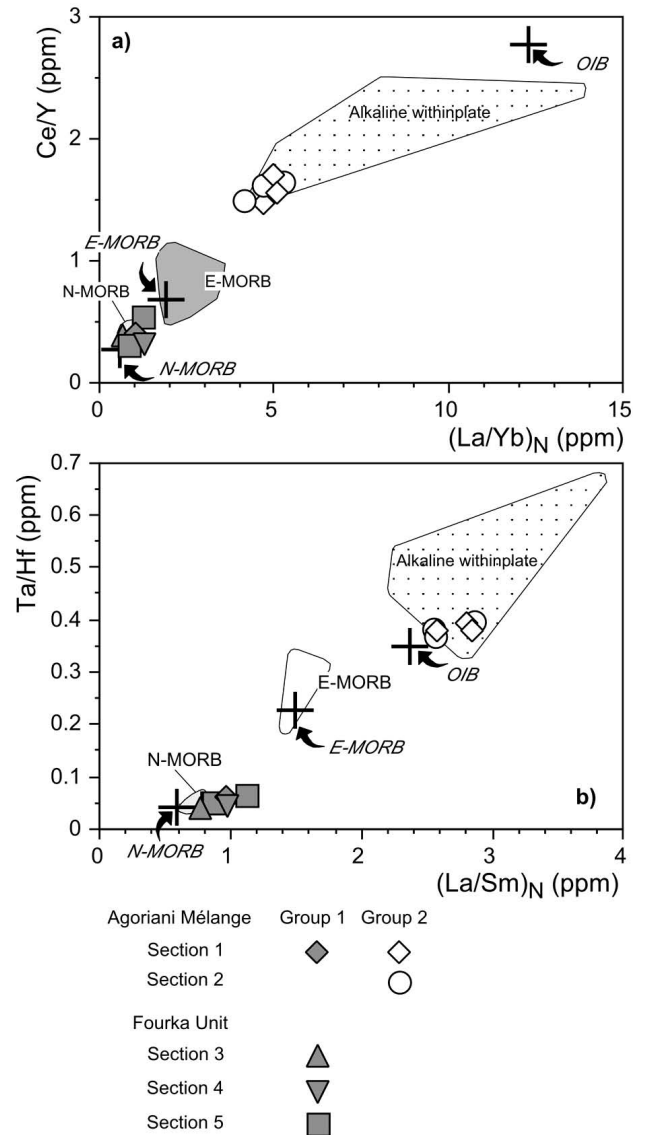 a)
3
2
1
0
Ce/Y (ppm)
OIB
Alkaline withinplate
E-MORB
E-MORB
N-MORB
N-MORB
0 5 10 15
(La/Yb)N (ppm)
0.7
0.6
0.5
0.4
0.3
0.2
0.1
0
Ta/Hf (ppm)
Alkaline withinplate
OIB
E-MORB
E-MORB
N-MORB
b)
N-MORB
0 1 2 3 4
(La/Sm)N (ppm)
Agoriani Mélange Group 1 Group 2
Section 1
Section 2
Fourka Unit
Section 3
Section 4
Section 5